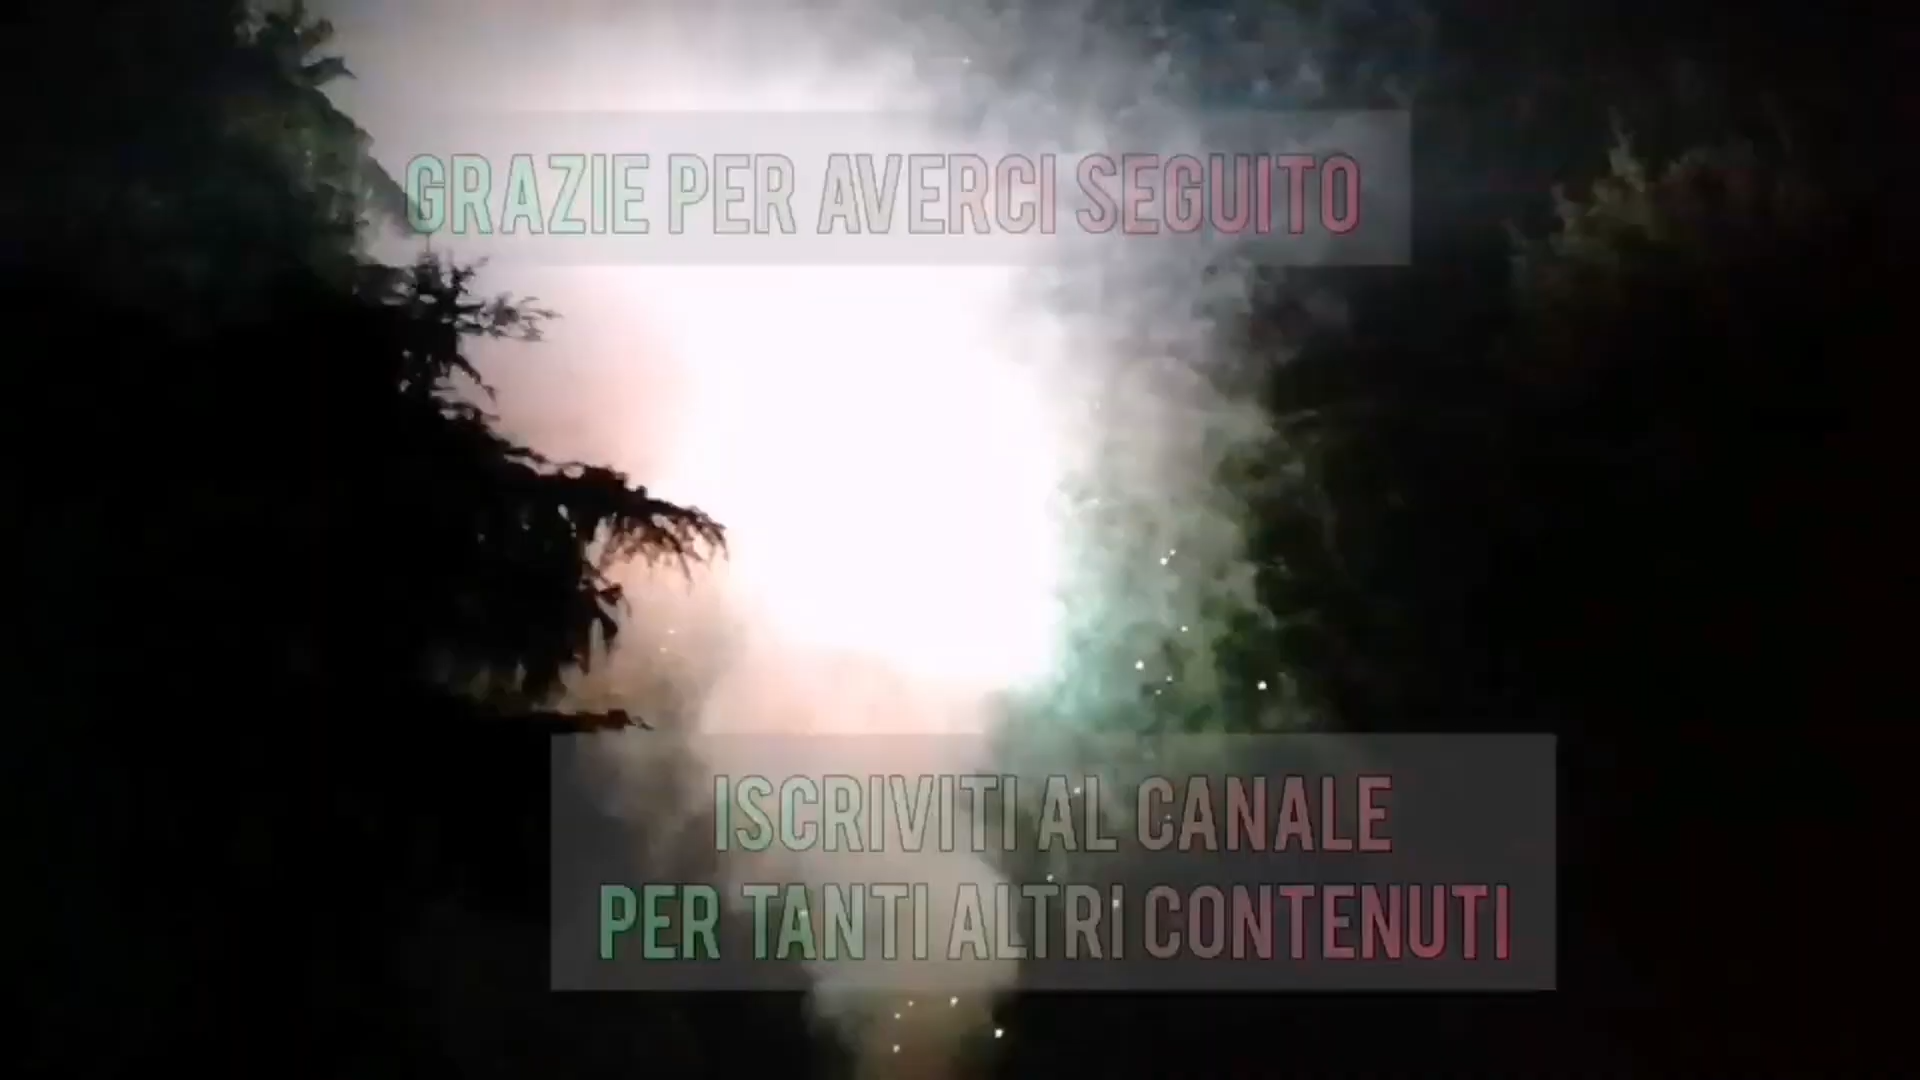 GRAZIE PER AVERCI SEGUITO
ISCRIVITI AL CANALE
PER TANTI ALTRI CONTENUTI